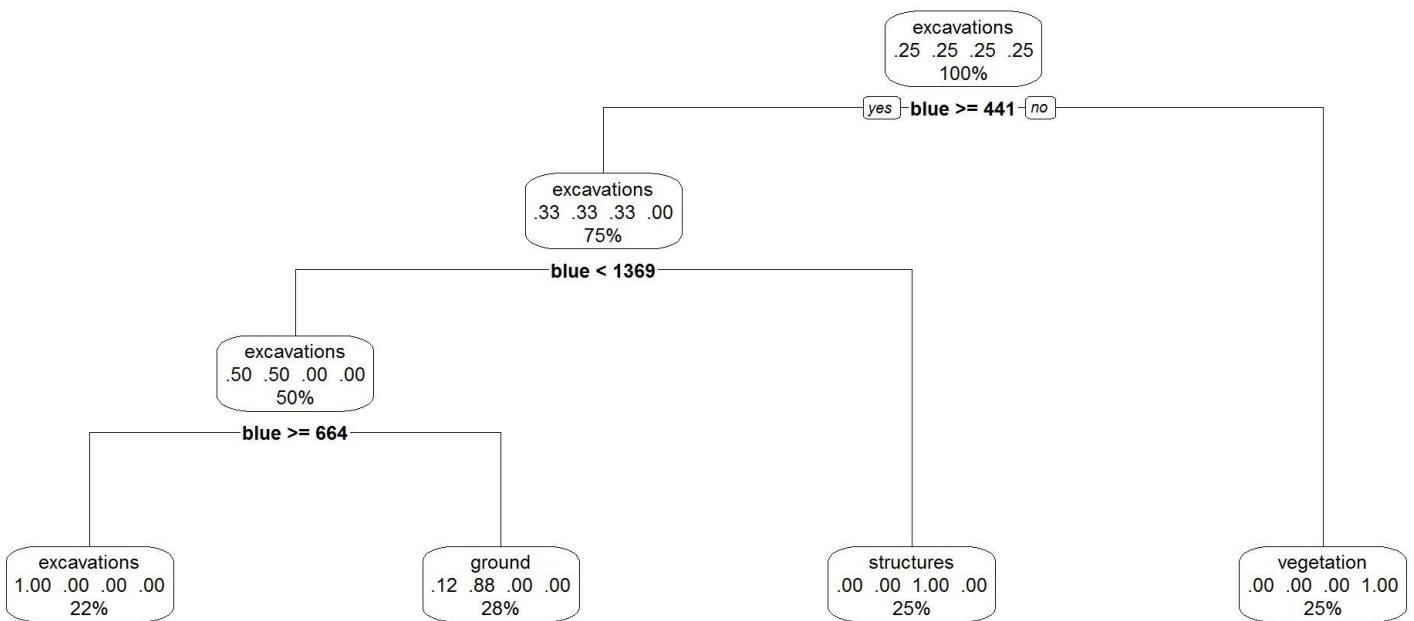 excavations
.25 .25 .25 .25
100%
yes blue >= 441 no
excavations
.33 .33 .33 .00
75%
blue < 1369
excavations
.50 .50 .00 .00
50%
blue >= 664
excavations
1.00 .00 .00 .00
22%
ground
.12 .88 .00 .00
28%
structures
.00 .00 1.00 .00
25%
vegetation
.00 .00 .00 1.00
25%